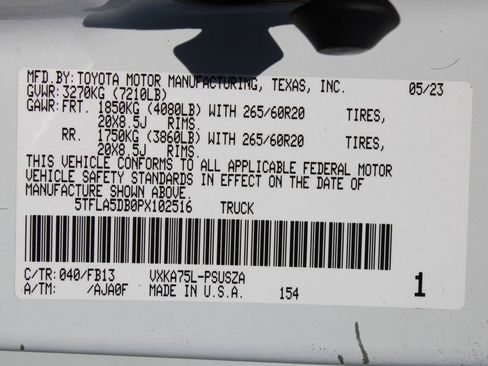 MFD.BY: TOYOTA MOTOR MANUFACTURING, TEXAS, INC. 05/23
GVWR: 3270KG (7210LB)
GAWR: FRT. 1850KG (4080LB) WITH 265/60R20 TIRES,
20X8.5J RIMS.
RR. 1750KG (3860LB) WITH 265/60R20 TIRES,
20X8.5J RIMS.
THIS VEHICLE CONFORMS TO ALL APPLICABLE FEDERAL MOTOR
VEHICLE SAFETY STANDARDS IN EFFECT ON THE DATE OF
MANUFACTURE SHOWN ABOVE.
5TFLA5DB0PX102516 TRUCK
C/TR: 040/FB13 VXKA75L-PSUSZA
A/TM: /AJA0F MADE IN U.S.A. 154 1